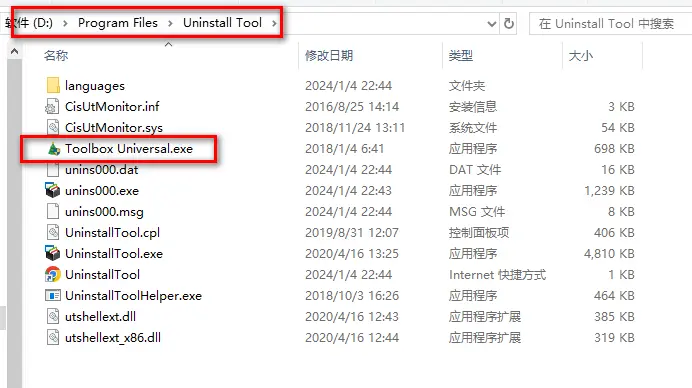 软件 (D:) > Program Files > Uninstall Tool > 在 Uninstall Tool 中搜索
名称 修改日期 类型 大小
languages 2024/1/4 22:44 文件夹
CisUtMonitor.inf 2016/8/25 14:14 安装信息 3 KB
CisUtMonitor.sys 2018/11/24 13:11 系统文件 54 KB
Toolbox Universal.exe 2018/1/4 6:41 应用程序 698 KB
unins000.dat 2024/1/4 22:44 DAT 文件 16 KB
unins000.exe 2024/1/4 22:43 应用程序 1,239 KB
unins000.msg 2024/1/4 22:44 MSG 文件 8 KB
UninstallTool.cpl 2019/8/31 12:07 控制面板项 406 KB
UninstallTool.exe 2020/4/16 13:25 应用程序 4,810 KB
UninstallTool 2024/1/4 22:44 Internet 快捷方式 1 KB
UninstallToolHelper.exe 2018/10/3 16:26 应用程序 464 KB
utshellext.dll 2020/4/16 12:43 应用程序扩展 385 KB
utshellext_x86.dll 2020/4/16 12:44 应用程序扩展 319 KB